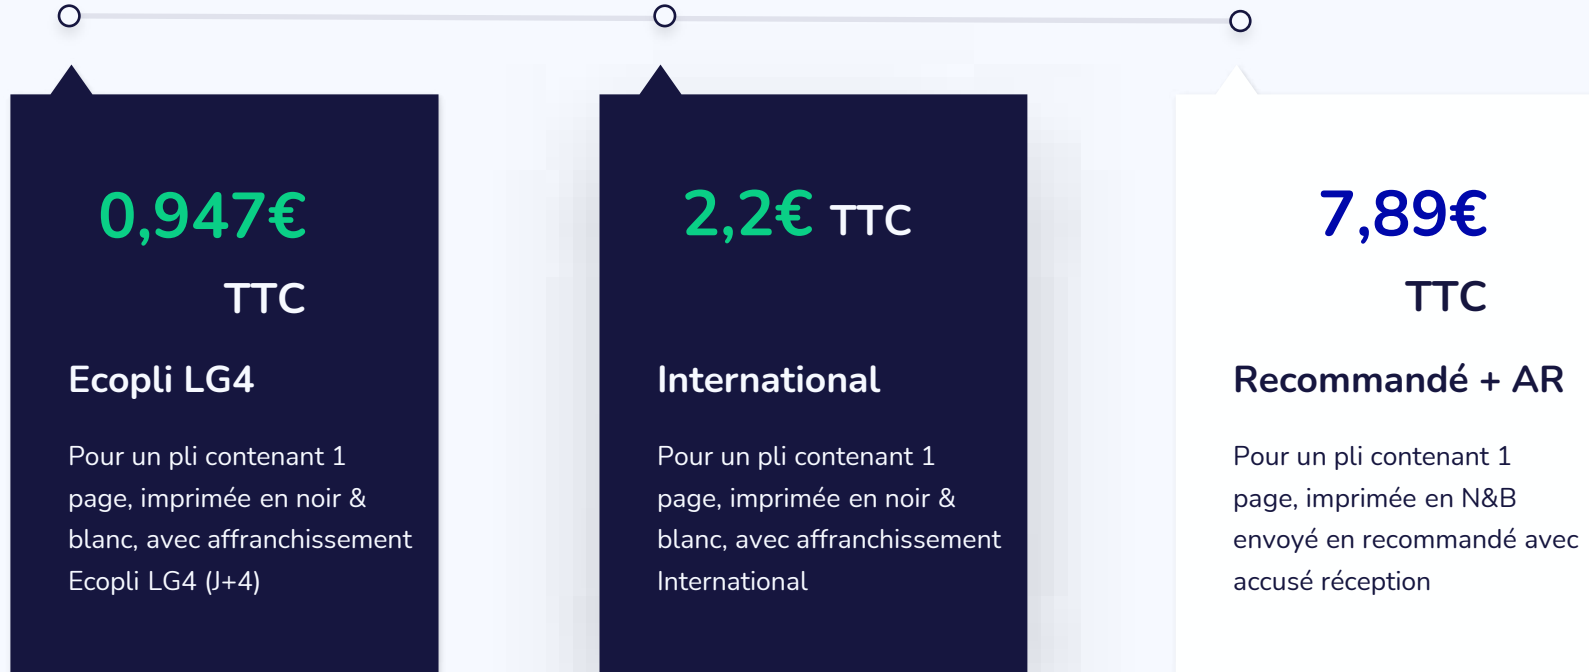 0,947€
TTC
Ecopli LG4
Pour un pli contenant 1
page, imprimée en noir &
blanc, avec affranchissement
Ecopli LG4 (J+4)
2,2€ TTC
International
Pour un pli contenant 1
page, imprimée en noir &
blanc, avec affranchissement
International
7,89€
TTC
Recommandé + AR
Pour un pli contenant 1
page, imprimée en N&B
envoyé en recommandé avec
accusé réception